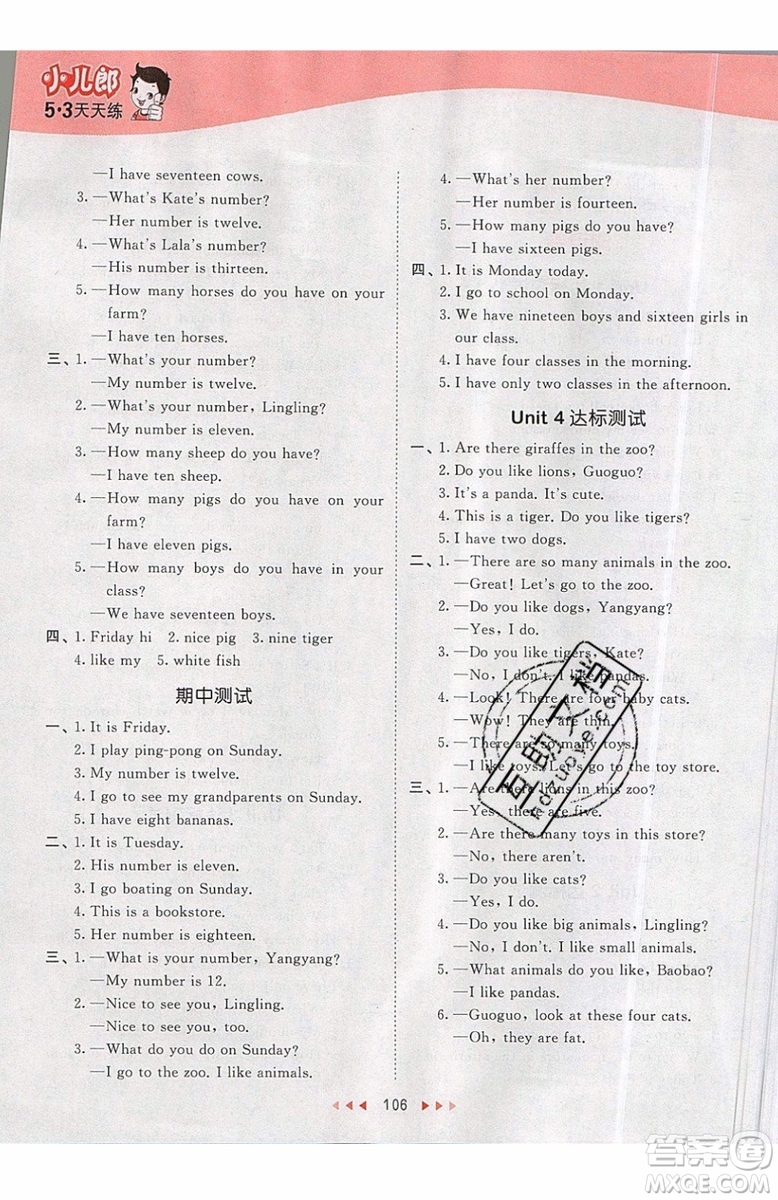 小儿郎
5·3天天练
—I have seventeen cows.
3. —What's Kate's number?
—Her number is twelve.
4. —What's Lala's number?
—His number is thirteen.
5. —How many horses do you have on your
farm?
—I have ten horses.
三、1. —What's your number?
—My number is twelve.
2. —What's your number, Lingling?
—My number is eleven.
3. —How many sheep do you have?
—I have ten sheep.
4. —How many pigs do you have on your
farm?
—I have eleven pigs.
5. —How many boys do you have in your
class?
—We have seventeen boys.
四、1. Friday hi 2. nice pig 3. nine tiger
4. like my 5. white fish
期中测试
一、1. It is Friday.
2. I play ping-pong on Sunday.
3. My number is twelve.
4. I go to see my grandparents on Sunday.
5. I have eight bananas.
二、1. It is Tuesday.
2. His number is eleven.
3. I go boating on Sunday.
4. This is a bookstore.
5. Her number is eighteen.
三、1. —What is your number, Yangyang?
—My number is 12.
2. —Nice to see you, Lingling.
—Nice to see you, too.
3. —What do you do on Sunday?
—I go to the zoo. I like animals.
4. —What's her number?
—Her number is fourteen.
5. —How many pigs do you have?
—I have sixteen pigs.
四、1. It is Monday today.
2. I go to school on Monday.
3. We have nineteen boys and sixteen girls in
our class.
4. I have four classes in the morning.
5. I have only two classes in the afternoon.
Unit 4 达标测试
一、1. Are there giraffes in the zoo?
2. Do you like lions, Guoguo?
3. It's a panda. It's cute.
4. This is a tiger. Do you like tigers?
5. I have two dogs.
二、1. —There are so many animals in the zoo.
—Great! Let's go to the zoo.
2. —Do you like dogs, Yangyang?
—Yes, I do.
3. —Do you like tigers, Kate?
—No, I don't. I like pandas.
4. —Look! There are four baby cats.
—Wow! They are thin.
5. —There are so many toys.
—I like toys. Let's go to the toy store.
三、1. —Are there lions in this zoo?
—Yes, there are. There are five.
2. —Are there many toys in this store?
—No, there aren't.
3. —Do you like cats?
—Yes, I do.
4. —Do you like big animals, Lingling?
—No, I don't. I like small animals.
5. —What animals do you like, Baobao?
—I like pandas.
6. —Guoguo, look at these four cats.
—Oh, they are fat.
106
答案卷
MXQE.COM